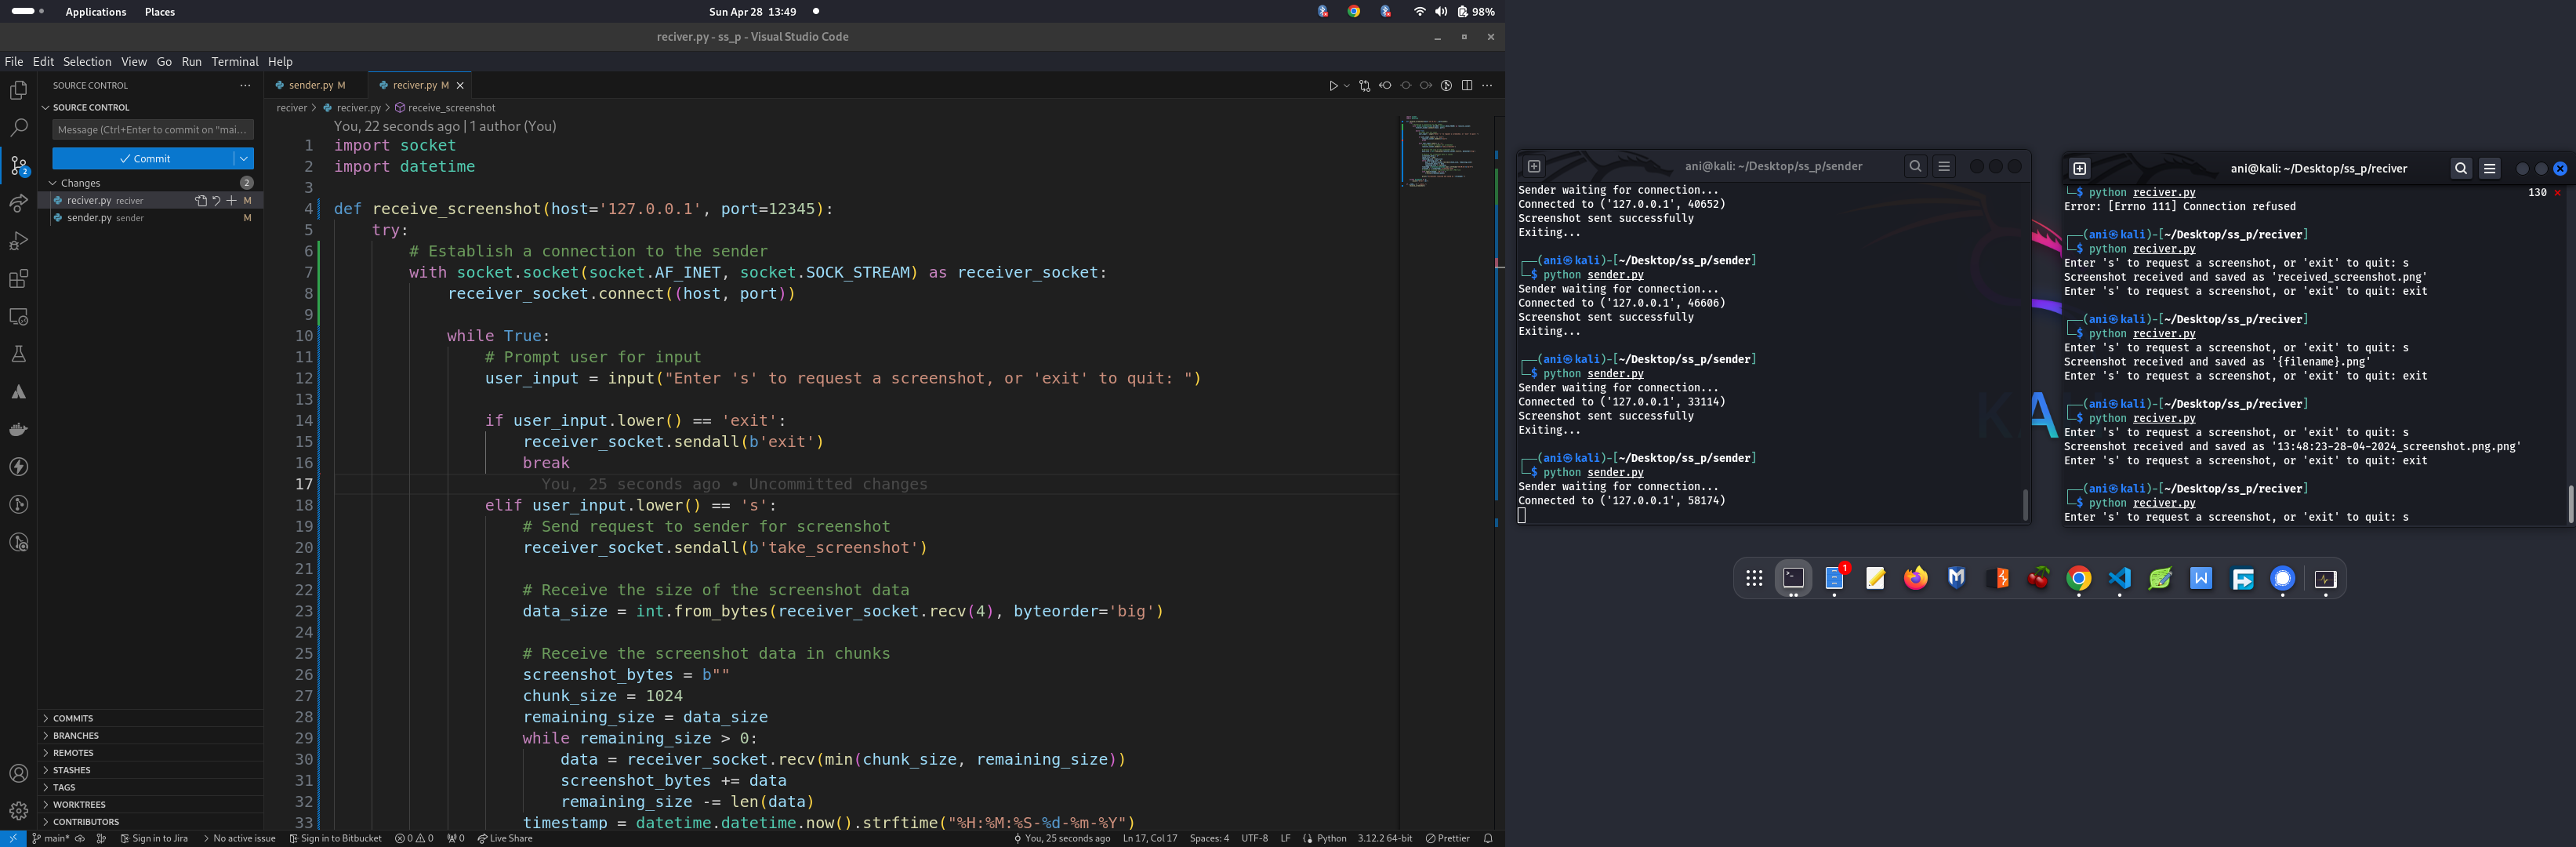 Applications Places
Sun Apr 28 13:49
98%
reciver.py - ss_p - Visual Studio Code
File Edit Selection View Go Run Terminal Help
SOURCE CONTROL
SOURCE CONTROL
Message (Ctrl+Enter to commit on "mai...
Commit
Changes 2
reciver.py reciver M
sender.py sender M
COMMITS
BRANCHES
REMOTES
STASHES
TAGS
WORKTREES
CONTRIBUTORS
sender.py M reciver.py M
reciver > reciver.py > receive_screenshot
You, 22 seconds ago | 1 author (You)
1 import socket
2 import datetime
3
4 def receive_screenshot(host='127.0.0.1', port=12345):
5 try:
6 # Establish a connection to the sender
7 with socket.socket(socket.AF_INET, socket.SOCK_STREAM) as receiver_socket:
8 receiver_socket.connect((host, port))
9
10 while True:
11 # Prompt user for input
12 user_input = input("Enter 's' to request a screenshot, or 'exit' to quit: ")
13
14 if user_input.lower() == 'exit':
15 receiver_socket.sendall(b'exit')
16 break
17 You, 25 seconds ago • Uncommitted changes
18 elif user_input.lower() == 's':
19 # Send request to sender for screenshot
20 receiver_socket.sendall(b'take_screenshot')
21
22 # Receive the size of the screenshot data
23 data_size = int.from_bytes(receiver_socket.recv(4), byteorder='big')
24
25 # Receive the screenshot data in chunks
26 screenshot_bytes = b""
27 chunk_size = 1024
28 remaining_size = data_size
29 while remaining_size > 0:
30 data = receiver_socket.recv(min(chunk_size, remaining_size))
31 screenshot_bytes += data
32 remaining_size -= len(data)
33 timestamp = datetime.datetime.now().strftime("%H:%M:%S-%d-%m-%Y")
main* Sign in to Jira No active issue Sign in to Bitbucket 0 0 0 Live Share
You, 25 seconds ago Ln 17, Col 17 Spaces: 4 UTF-8 LF Python 3.12.2 64-bit Prettier
ani@kali: ~/Desktop/ss_p/sender
Sender waiting for connection...
Connected to ('127.0.0.1', 40652)
Screenshot sent successfully
Exiting...
(ani㉿kali)-[~/Desktop/ss_p/sender]
$ python sender.py
Sender waiting for connection...
Connected to ('127.0.0.1', 46606)
Screenshot sent successfully
Exiting...
(ani㉿kali)-[~/Desktop/ss_p/sender]
$ python sender.py
Sender waiting for connection...
Connected to ('127.0.0.1', 33114)
Screenshot sent successfully
Exiting...
(ani㉿kali)-[~/Desktop/ss_p/sender]
$ python sender.py
Sender waiting for connection...
Connected to ('127.0.0.1', 58174)
ani@kali: ~/Desktop/ss_p/reciver
$ python reciver.py 130
Error: [Errno 111] Connection refused
(ani㉿kali)-[~/Desktop/ss_p/reciver]
$ python reciver.py
Enter 's' to request a screenshot, or 'exit' to quit: s
Screenshot received and saved as 'received_screenshot.png'
Enter 's' to request a screenshot, or 'exit' to quit: exit
(ani㉿kali)-[~/Desktop/ss_p/reciver]
$ python reciver.py
Enter 's' to request a screenshot, or 'exit' to quit: s
Screenshot received and saved as '{filename}.png'
Enter 's' to request a screenshot, or 'exit' to quit: exit
(ani㉿kali)-[~/Desktop/ss_p/reciver]
$ python reciver.py
Enter 's' to request a screenshot, or 'exit' to quit: s
Screenshot received and saved as '13:48:23-28-04-2024_screenshot.png.png'
Enter 's' to request a screenshot, or 'exit' to quit: exit
(ani㉿kali)-[~/Desktop/ss_p/reciver]
$ python reciver.py
Enter 's' to request a screenshot, or 'exit' to quit: s
KA
1